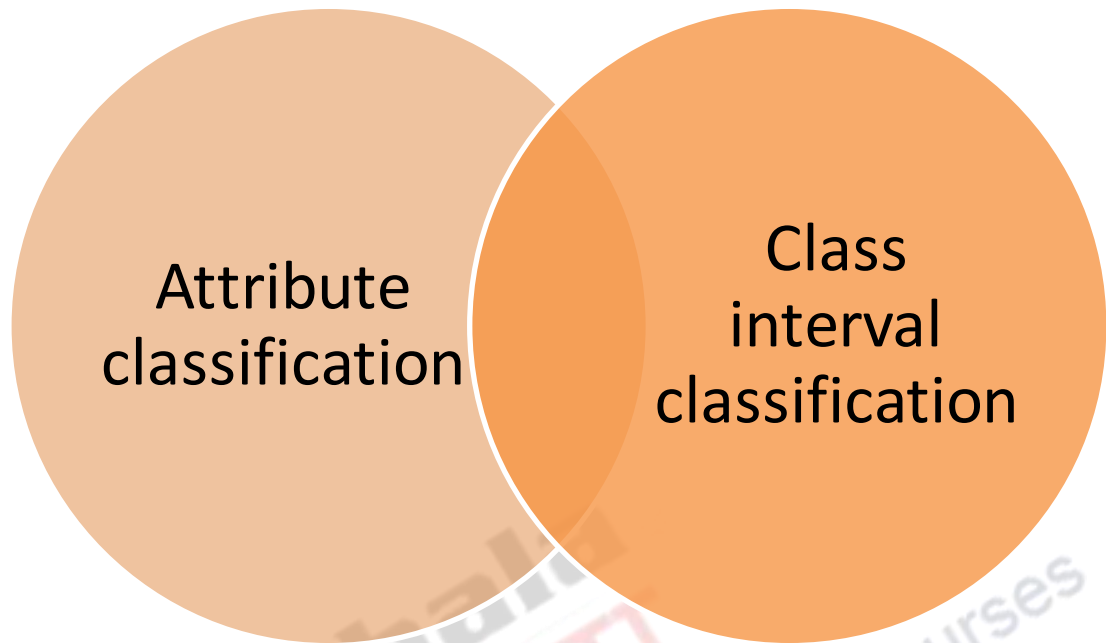 Attribute
classification
Class
interval
classification